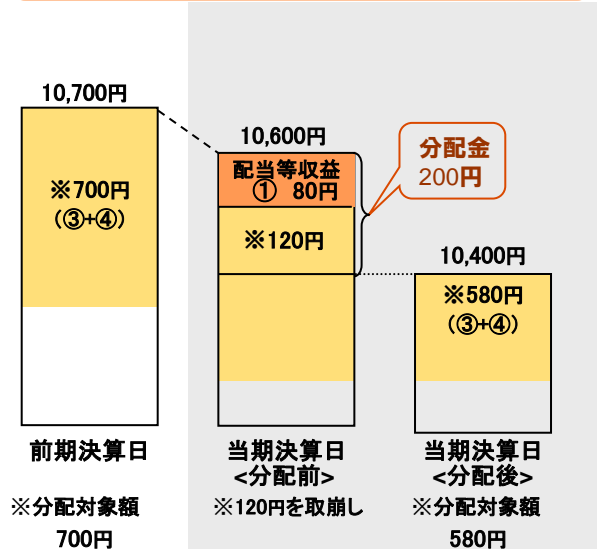 10,700円
※700円
(③+④)
10,600円
配当等収益
① 80円
※120円
分配金
200円
10,400円
※580円
(③+④)
前期決算日
当期決算日
<分配前>
当期決算日
<分配後>
※分配対象額
700円
※120円を取崩し
※分配対象額
580円